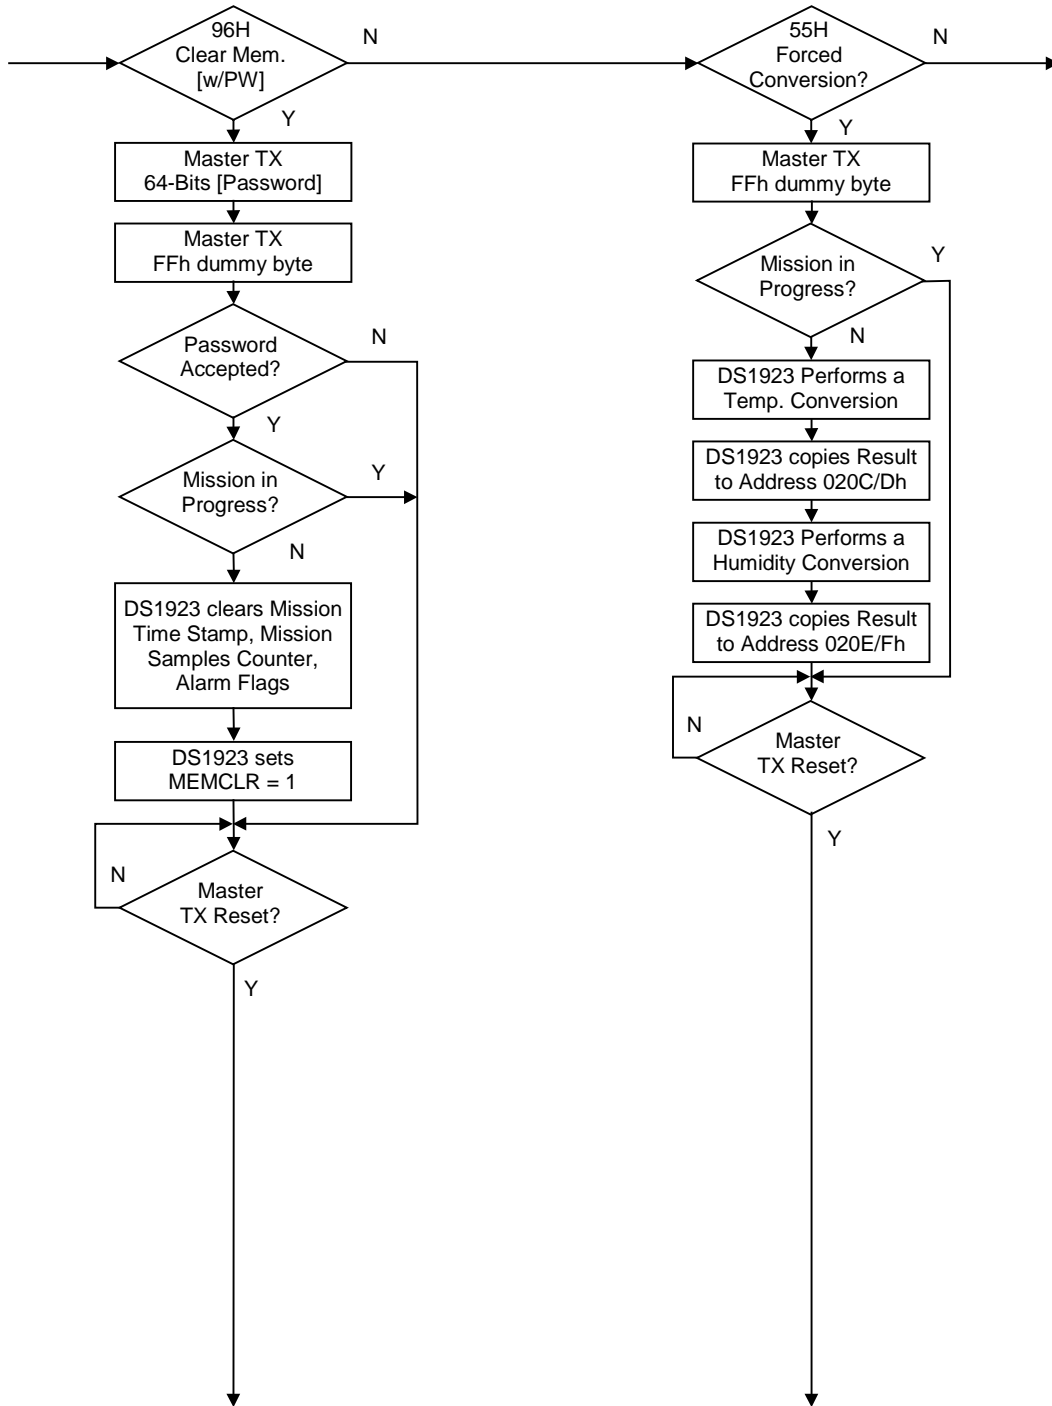 96H
Clear Mem.
[w/PW]
N
Y
Master TX
64-Bits [Password]
Master TX
FFh dummy byte
Password
Accepted?
N
Y
Mission in
Progress?
Y
N
DS1923 clears Mission
Time Stamp, Mission
Samples Counter,
Alarm Flags
DS1923 sets
MEMCLR = 1
N
Master
TX Reset?
Y
55H
Forced
Conversion?
N
Y
Master TX
FFh dummy byte
Mission in
Progress?
Y
N
DS1923 Performs a
Temp. Conversion
DS1923 copies Result
to Address 020C/Dh
DS1923 Performs a
Humidity Conversion
DS1923 copies Result
to Address 020E/Fh
N
Master
TX Reset?
Y